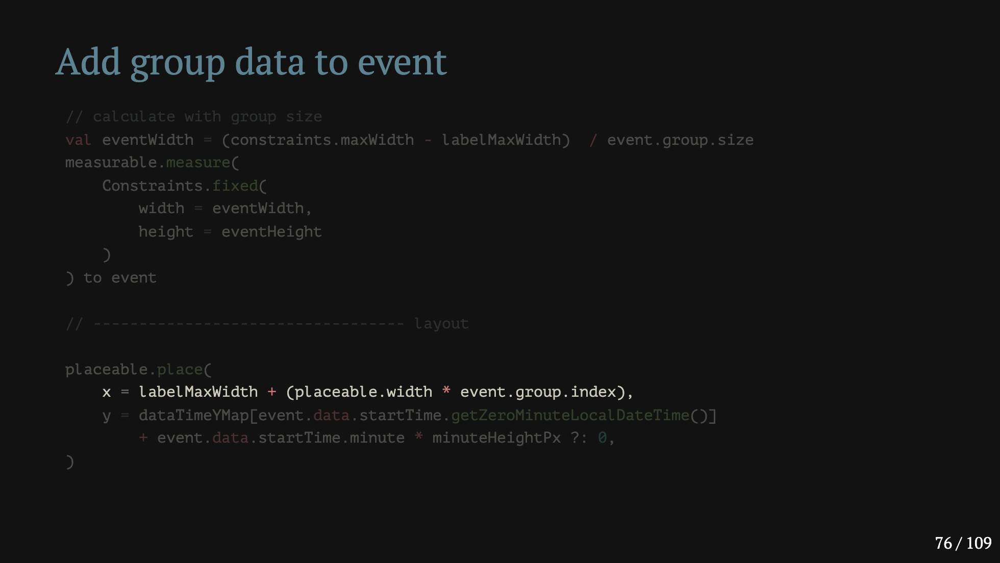 Add group data to event
// calculate with group size
val eventWidth = (constraints.maxWidth - labelMaxWidth)  / event.group.size
measurable.measure(
    Constraints.fixed(
        width = eventWidth,
        height = eventHeight
    )
) to event
// ---------------------------------- layout
placeable.place(
    x = labelMaxWidth + (placeable.width * event.group.index),
    y = dataTimeYMap[event.data.startTime.getZeroMinuteLocalDateTime()]
        + event.data.startTime.minute * minuteHeightPx ?: 0,
)
76 / 109